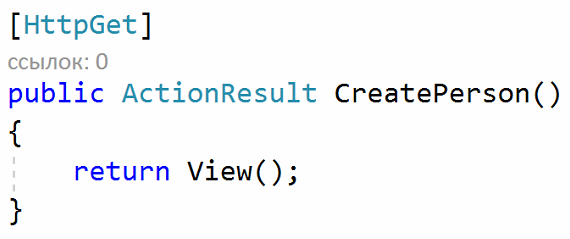 [HttpGet]
ссылок: 0
public ActionResult CreatePerson()
{
return View();
}